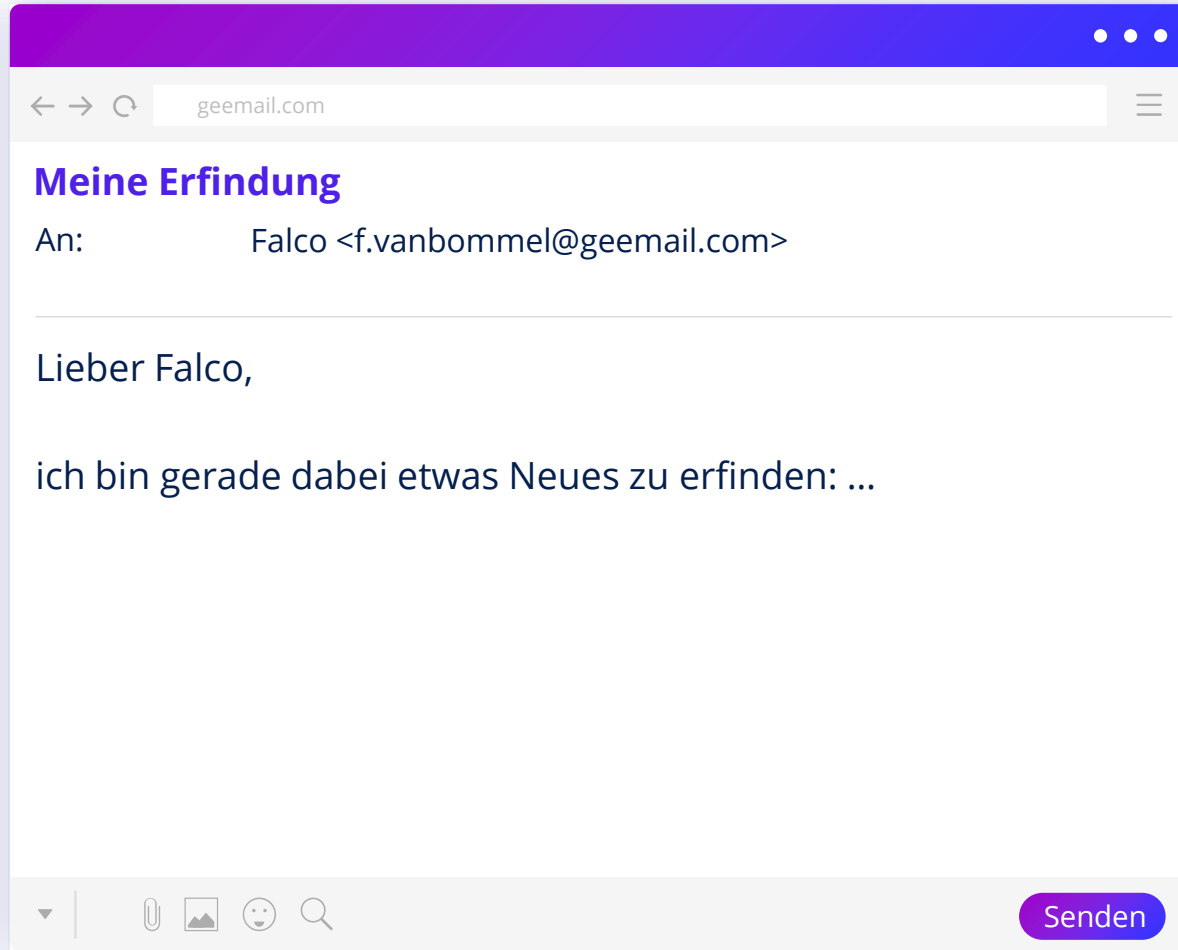 geemail.com
Meine Erfindung
An: Falco <f.vanbommel@geemail.com>
Lieber Falco,
ich bin gerade dabei etwas Neues zu erfinden: ...
Senden